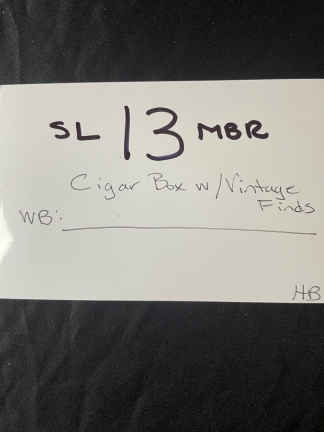 SL 13 MBR
Cigar Box w/Vintage
Finds
WB:
HB